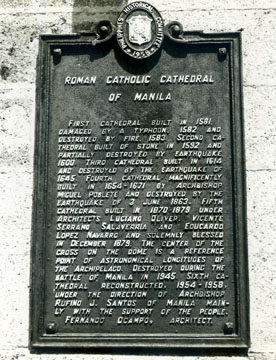 PHILIPPINES HISTORICAL COMMITTEE
1958
ROMAN CATHOLIC CATHEDRAL
OF MANILA
FIRST CATHEDRAL BUILT IN 1581.
DAMAGED BY A TYPHOON, 1582 AND
DESTROYED BY FIRE, 1583. SECOND CA-
THEDRAL BUILT OF STONE IN 1592 AND
PARTIALLY DESTROYED BY EARTHQUAKE,
1600. THIRD CATHEDRAL BUILT IN 1614
AND DESTROYED BY THE EARTHQUAKE OF
1645. FOURTH CATHEDRAL MAGNIFICENTLY
BUILT IN 1654-1671 BY ARCHBISHOP
MIGUEL POBLETE AND DESTROYED BY THE
EARTHQUAKE OF 3 JUNE 1863. FIFTH
CATHEDRAL BUILT IN 1870-1879 UNDER
ARCHITECTS LUCIANO OLIVER, VICENTE
SERRANO SALAVERRIA AND EDUARDO
LOPEZ NAVARRO AND SOLEMNLY BLESSED
IN DECEMBER 1879. THE CENTER OF THE
CROSS ON THE DOME IS A REFERENCE
POINT OF ASTRONOMICAL LONGITUDES OF
THE ARCHIPELAGO. DESTROYED DURING THE
BATTLE OF MANILA IN 1945. SIXTH CA-
THEDRAL RECONSTRUCTED, 1954-1958,
UNDER THE DIRECTION OF ARCHBISHOP
RUFINO J. SANTOS OF MANILA MAIN-
LY WITH THE SUPPORT OF THE PEOPLE.
FERNANDO OCAMPO, ARCHITECT.